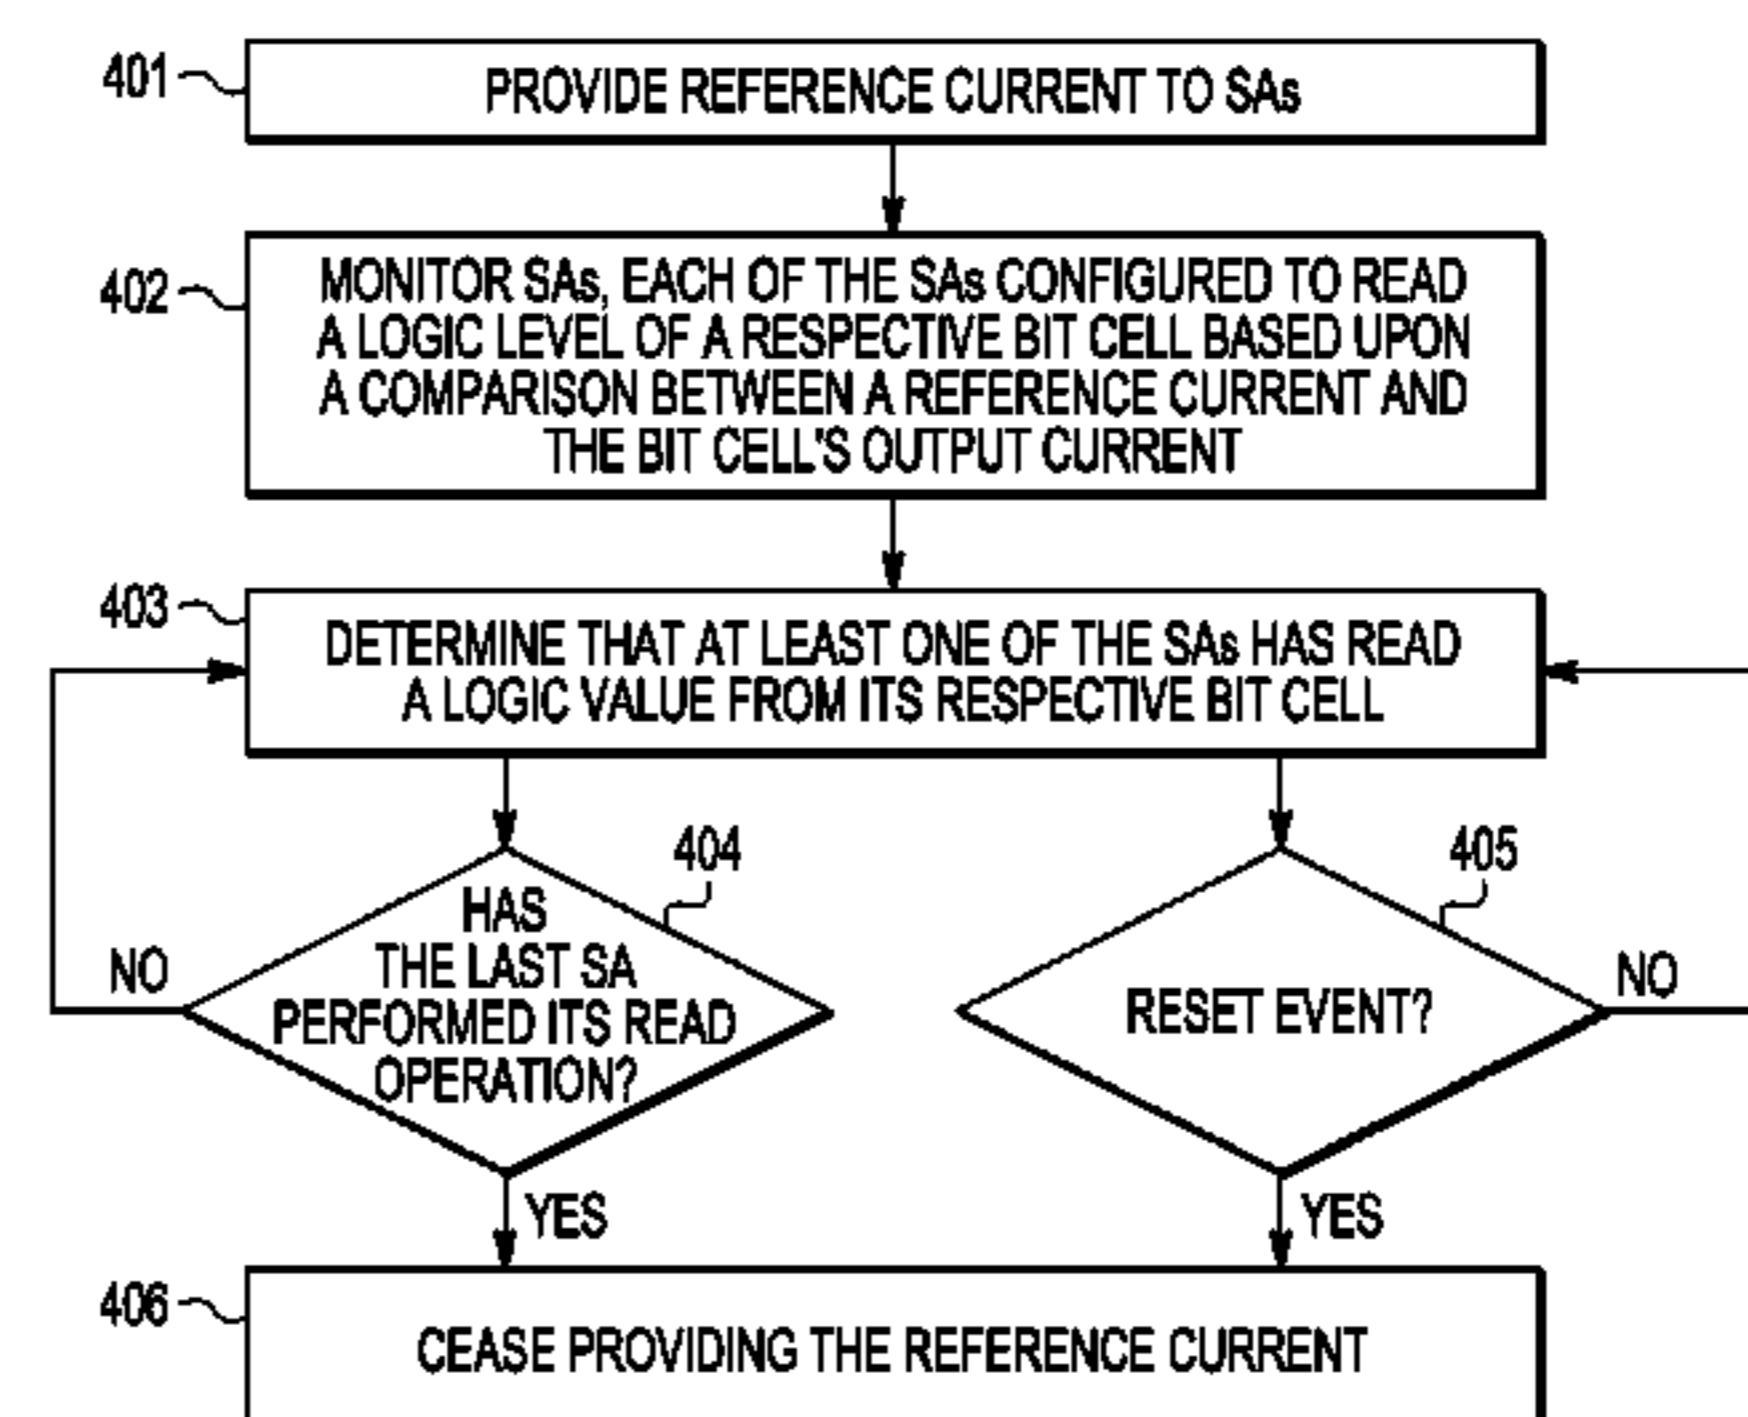 401
PROVIDE REFERENCE CURRENT TO SAs
402
MONITOR SAs, EACH OF THE SAs CONFIGURED TO READ
A LOGIC LEVEL OF A RESPECTIVE BIT CELL BASED UPON
A COMPARISON BETWEEN A REFERENCE CURRENT AND
THE BIT CELL'S OUTPUT CURRENT
403
DETERMINE THAT AT LEAST ONE OF THE SAs HAS READ
A LOGIC VALUE FROM ITS RESPECTIVE BIT CELL
404
HAS
THE LAST SA
PERFORMED ITS READ
OPERATION?
NO
YES
405
RESET EVENT?
NO
YES
406
CEASE PROVIDING THE REFERENCE CURRENT